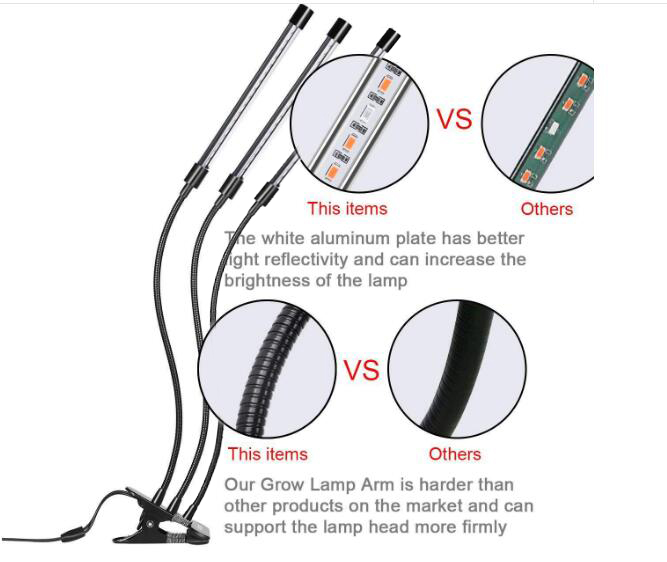 VS
This items
Others
The white aluminum plate has better
light reflectivity and can increase the
brightness of the lamp
VS
This items
Others
Our Grow Lamp Arm is harder than
other products on the market and can
support the lamp head more firmly